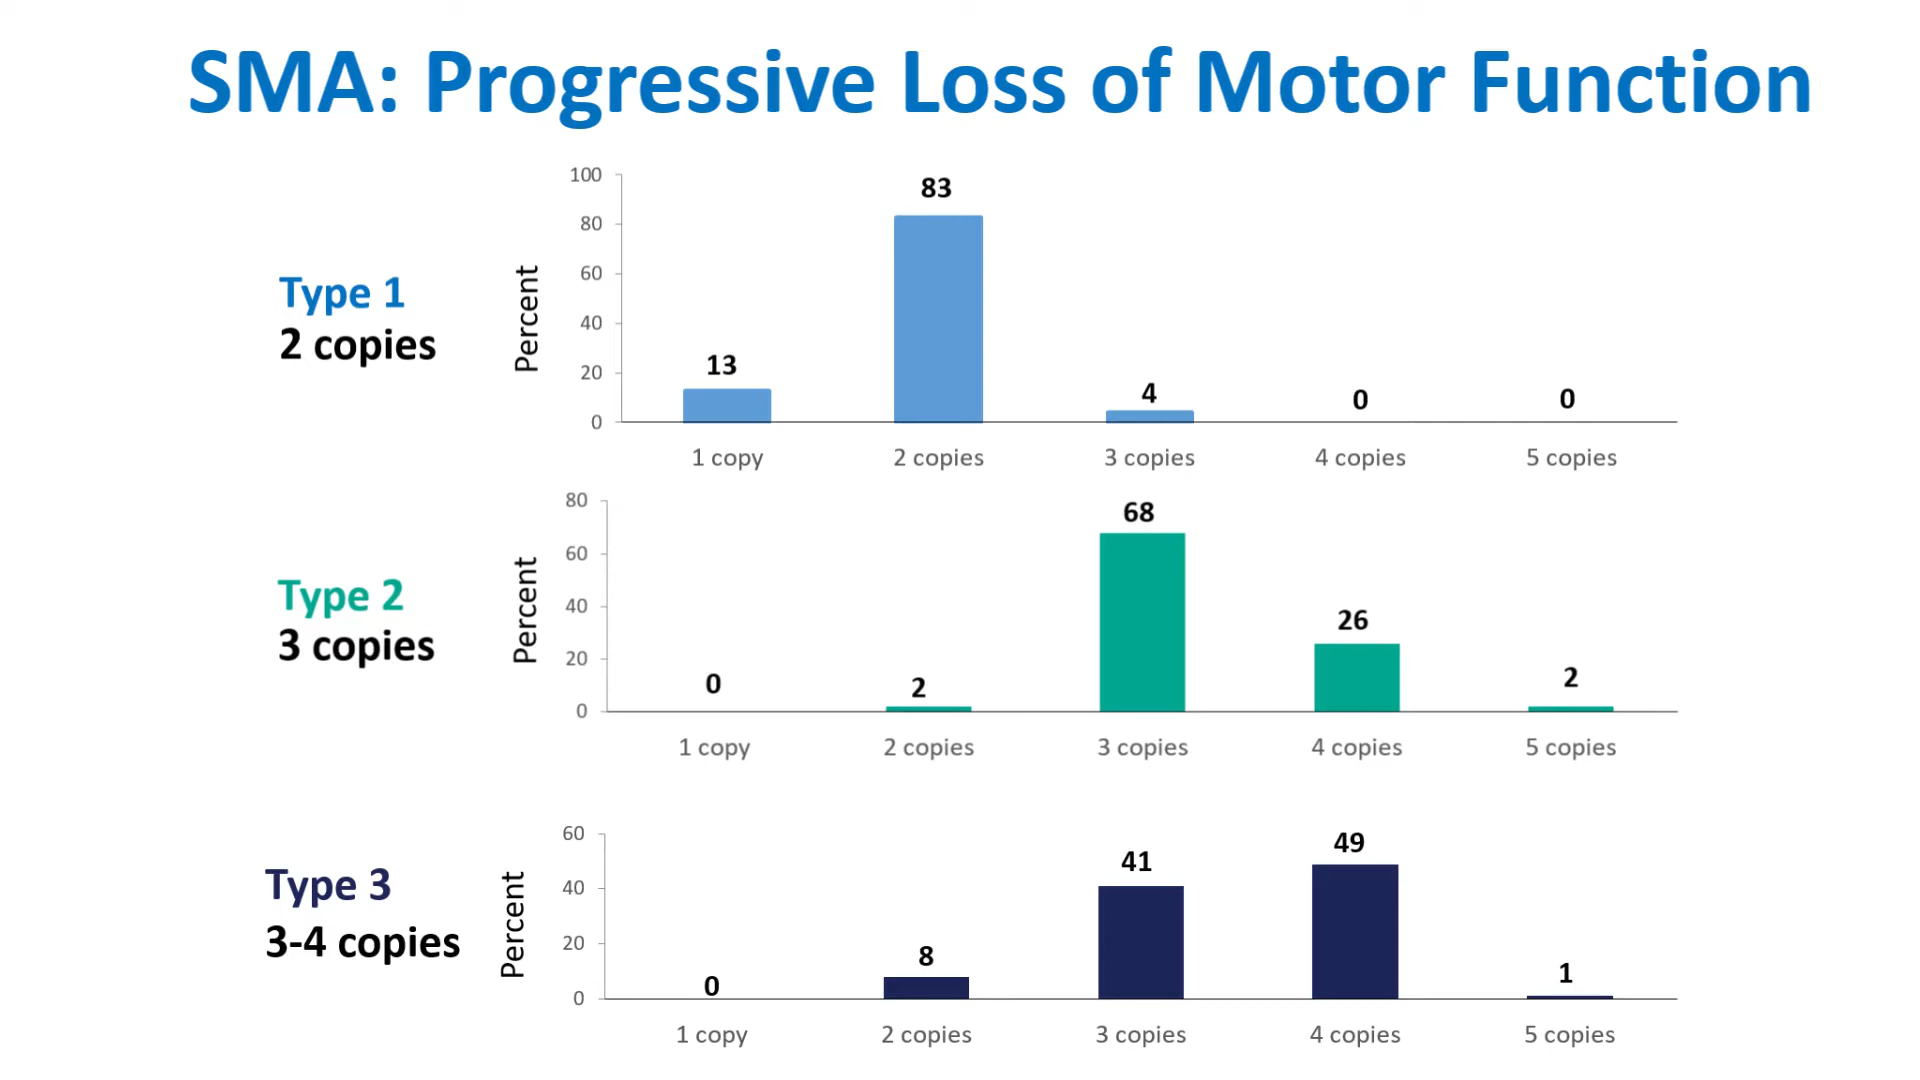 SMA: Progressive Loss of Motor Function
Type 1
2 copies
Percent
100
80
60
40
20
0
13
83
4
0
0
1 copy
2 copies
3 copies
4 copies
5 copies
Type 2
3 copies
Percent
80
60
40
20
0
0
2
68
26
2
1 copy
2 copies
3 copies
4 copies
5 copies
Type 3
3-4 copies
Percent
60
40
20
0
0
8
41
49
1
1 copy
2 copies
3 copies
4 copies
5 copies